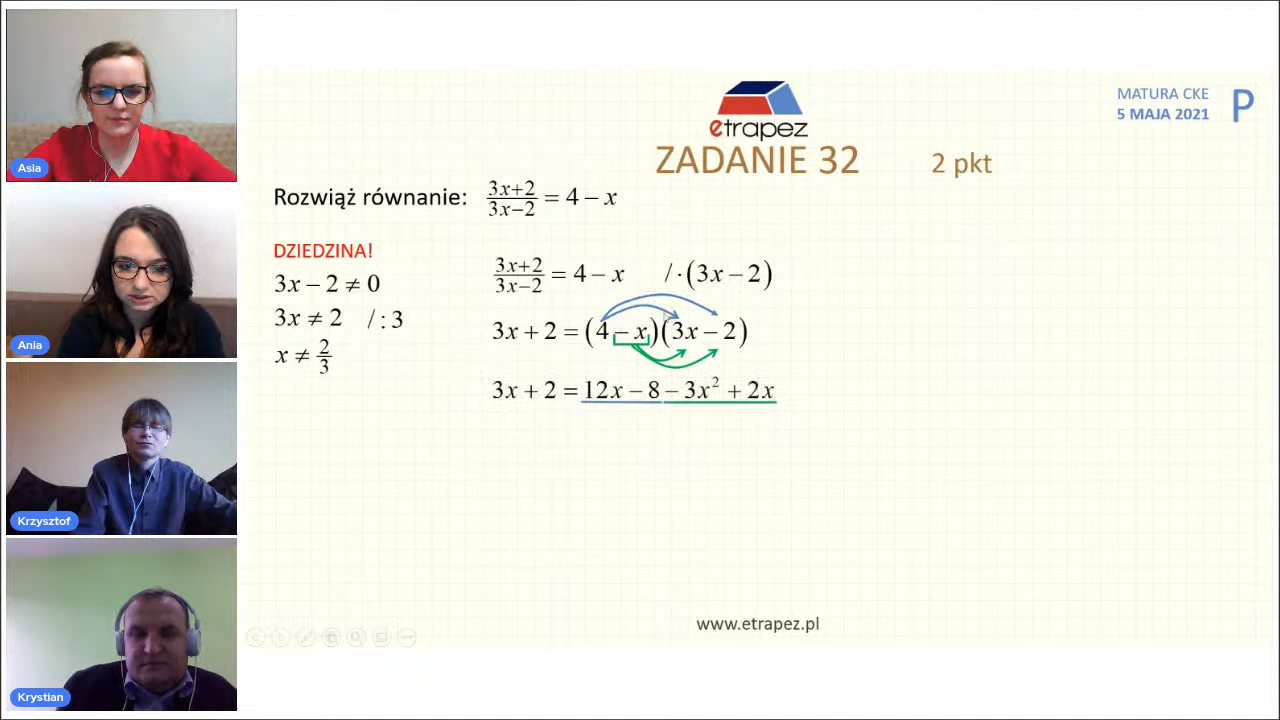 Asia
Ania
Krzysztof
Krystian
etrapez
MATURA CKE
5 MAJA 2021
P
ZADANIE 32
2 pkt
Rozwiąż równanie: (3x+2)/(3x−2) = 4 − x
DZIEDZINA!
3x − 2 ≠ 0
3x ≠ 2 / : 3
x ≠ 2/3
(3x+2)/(3x−2) = 4 − x / · (3x − 2)
3x + 2 = (4 − x)(3x − 2)
3x + 2 = 12x − 8 − 3x² + 2x
www.etrapez.pl